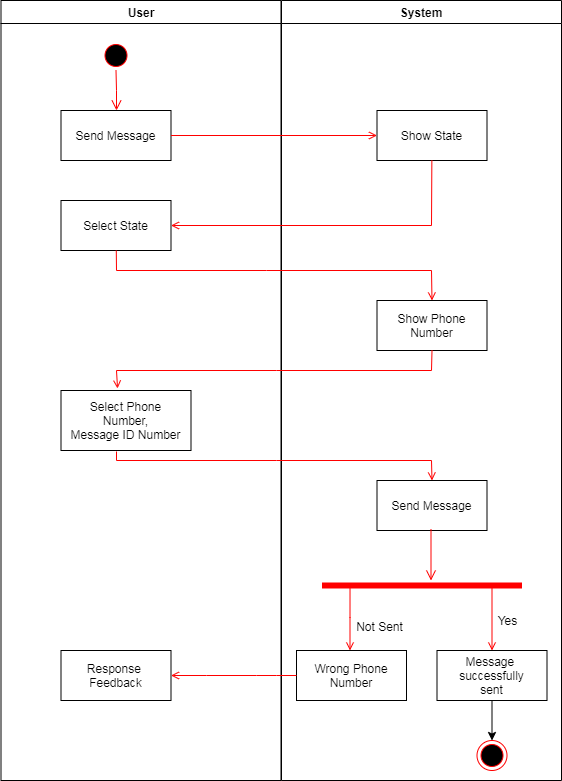 User
System
Send Message
Show State
Select State
Show Phone
Number
Select Phone
Number,
Message ID Number
Send Message
Not Sent
Yes
Response
Feedback
Wrong Phone
Number
Message
successfully
sent